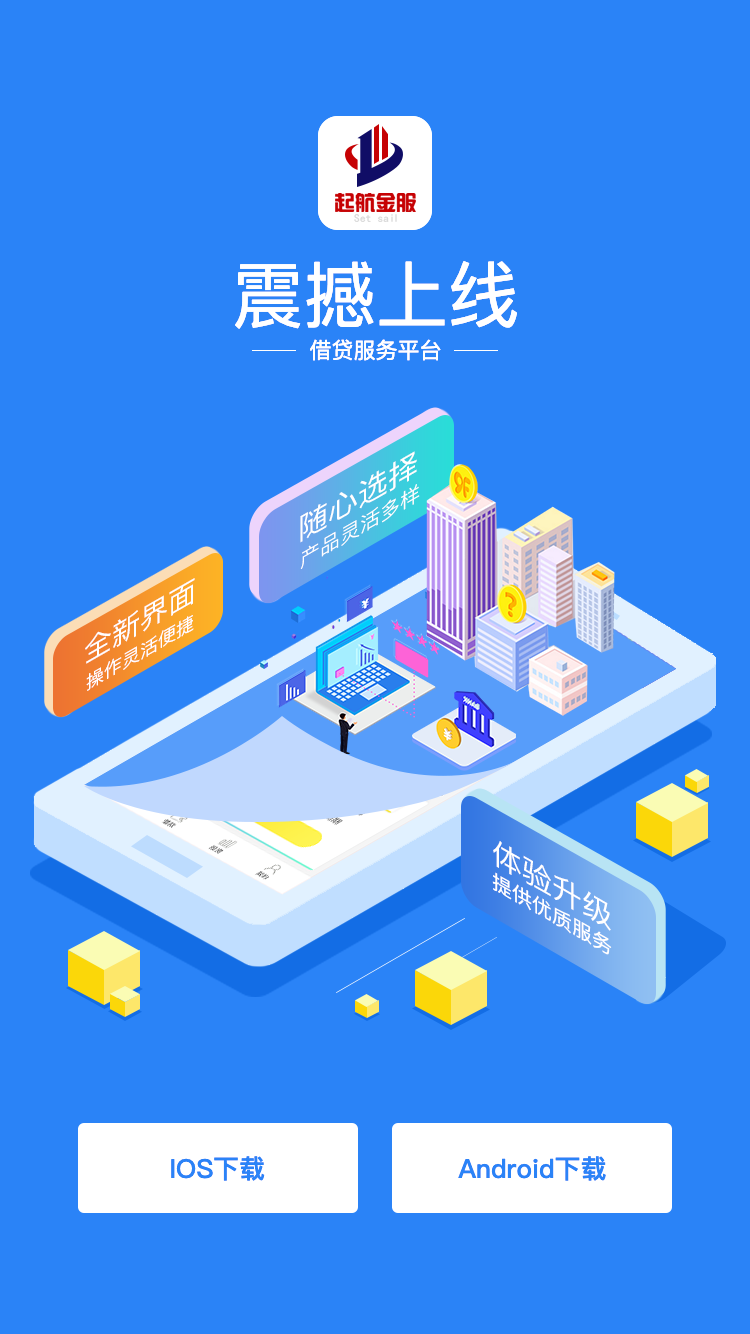 起航金服
Set sail
震撼上线
借贷服务平台
随心选择
产品灵活多样
全新界面
操作灵活便捷
体验升级
提供优质服务
IOS下载
Android下载